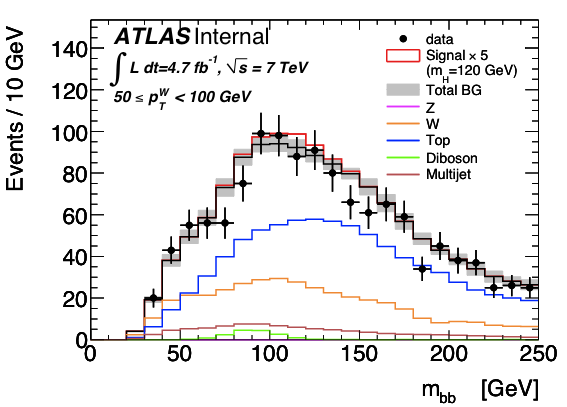 ATLAS Internal
∫ L dt=4.7 fb⁻¹, √s = 7 TeV
50 ≤ p_T^W < 100 GeV
data
Signal × 5
(m_H=120 GeV)
Total BG
Z
W
Top
Diboson
Multijet
Events / 10 GeV
140
120
100
80
60
40
20
0
0 50 100 150 200 250
m_bb [GeV]